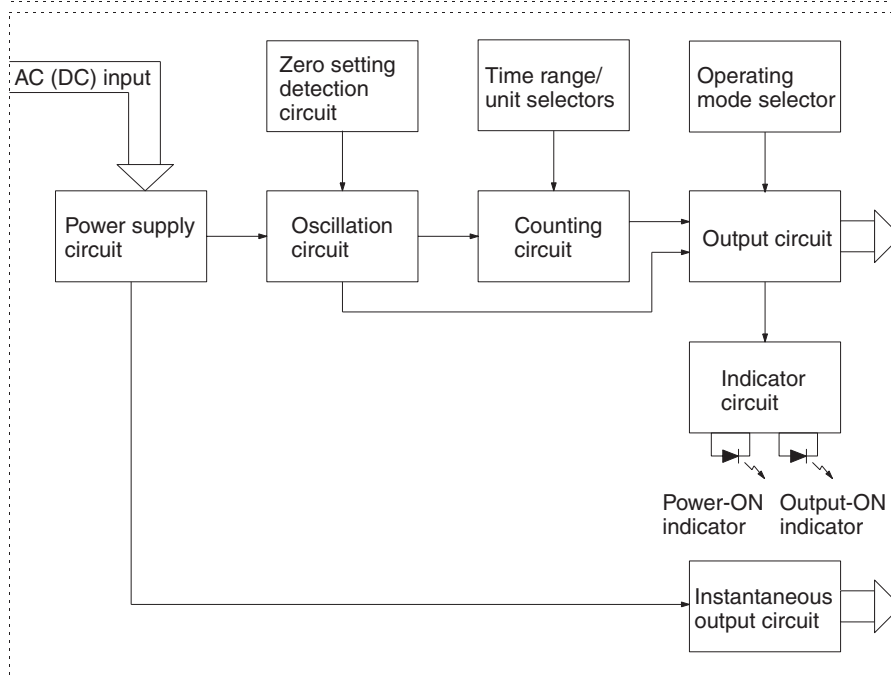 AC (DC) input
Zero setting
detection
circuit
Time range/
unit selectors
Operating
mode selector
Power supply
circuit
Oscillation
circuit
Counting
circuit
Output circuit
Indicator
circuit
Power-ON
indicator
Output-ON
indicator
Instantaneous
output circuit